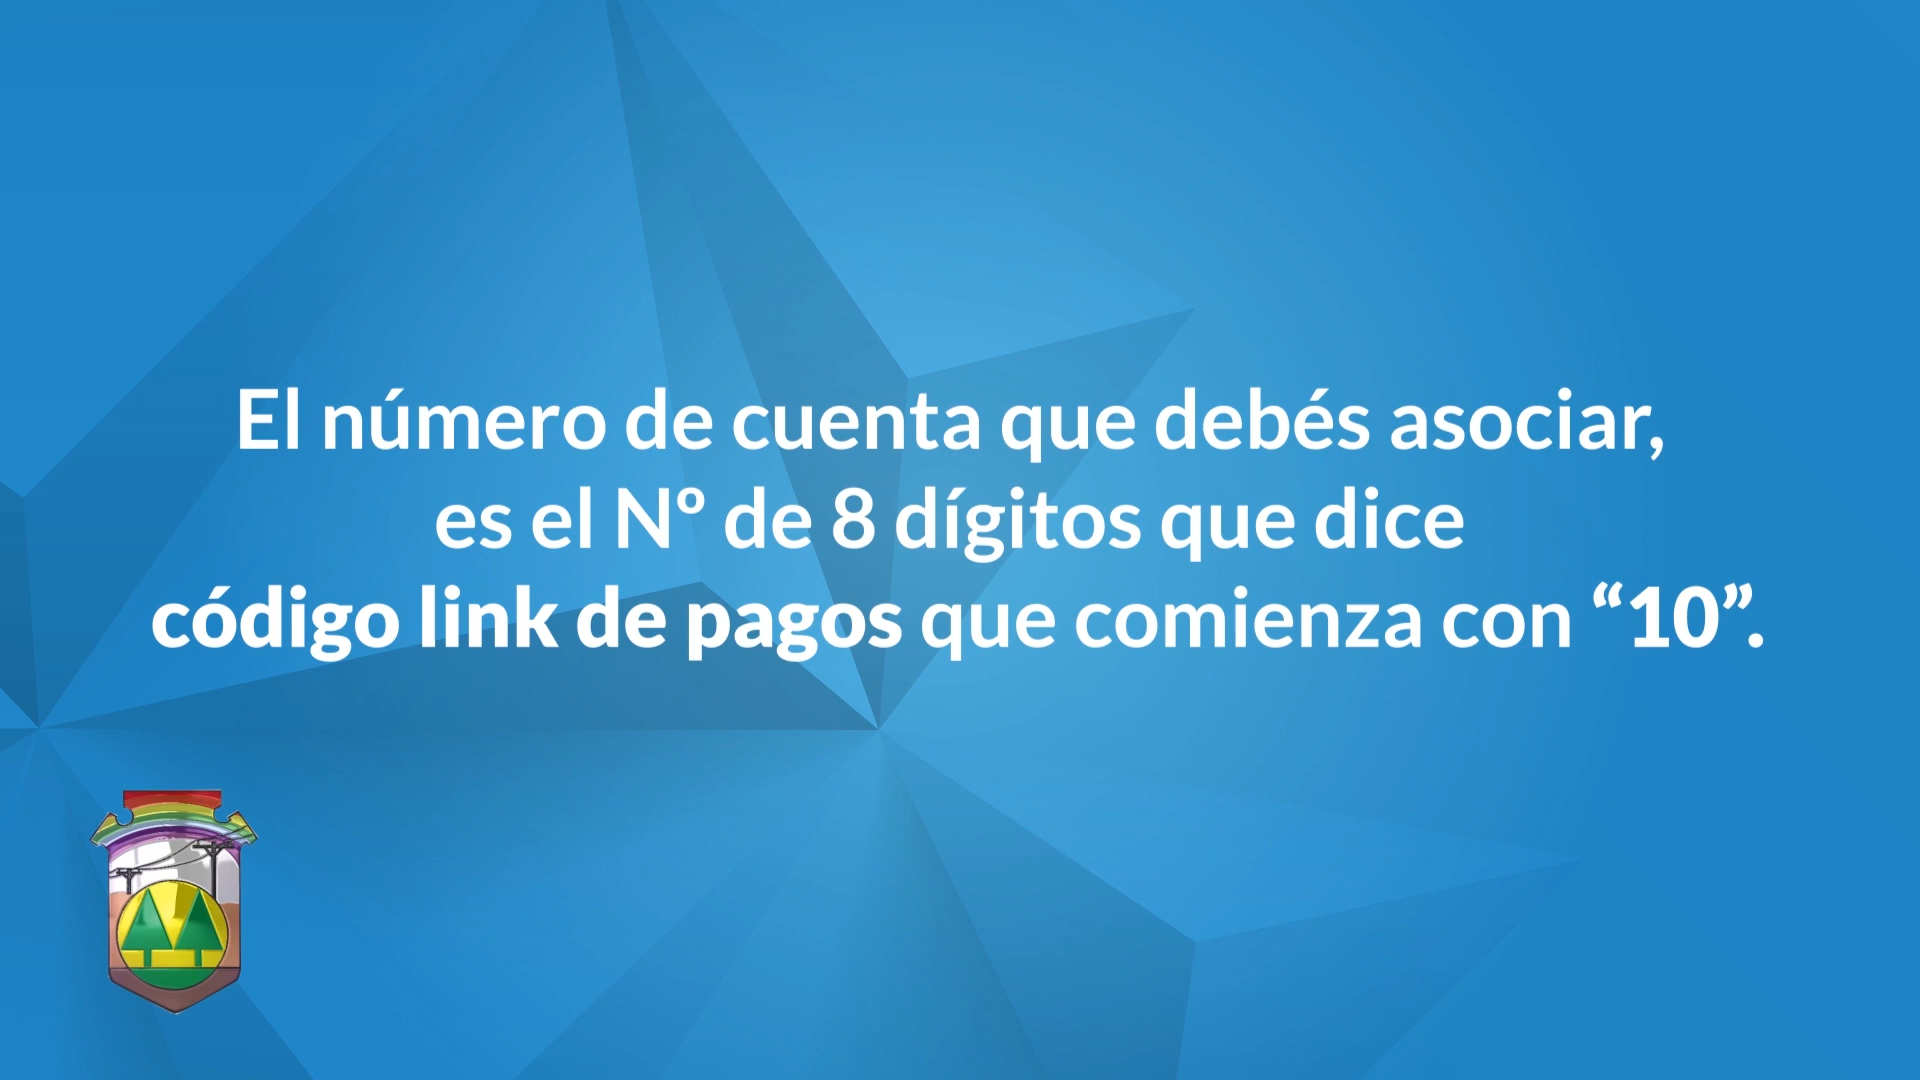 El número de cuenta que debés asociar,
es el Nº de 8 dígitos que dice
código link de pagos que comienza con “10”.